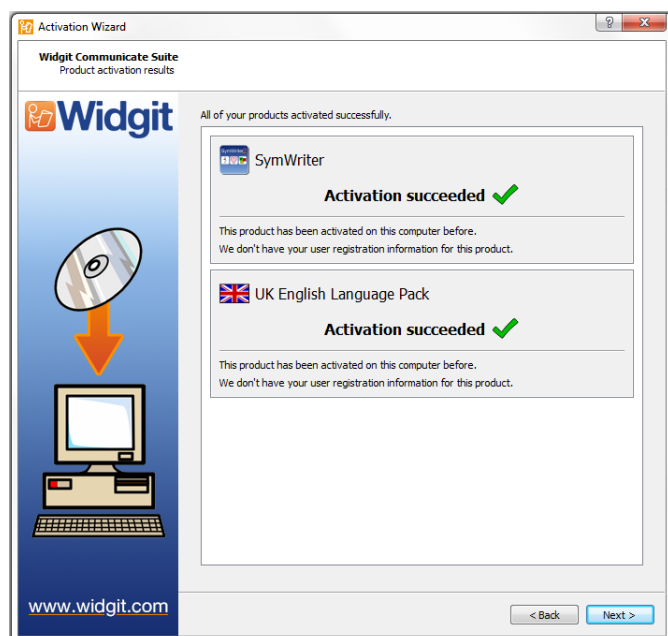 Activation Wizard
Widgit Communicate Suite
Product activation results
Widgit
All of your products activated successfully.
SymWriter
Activation succeeded
This product has been activated on this computer before.
We don't have your user registration information for this product.
UK English Language Pack
Activation succeeded
This product has been activated on this computer before.
We don't have your user registration information for this product.
www.widgit.com
< Back
Next >